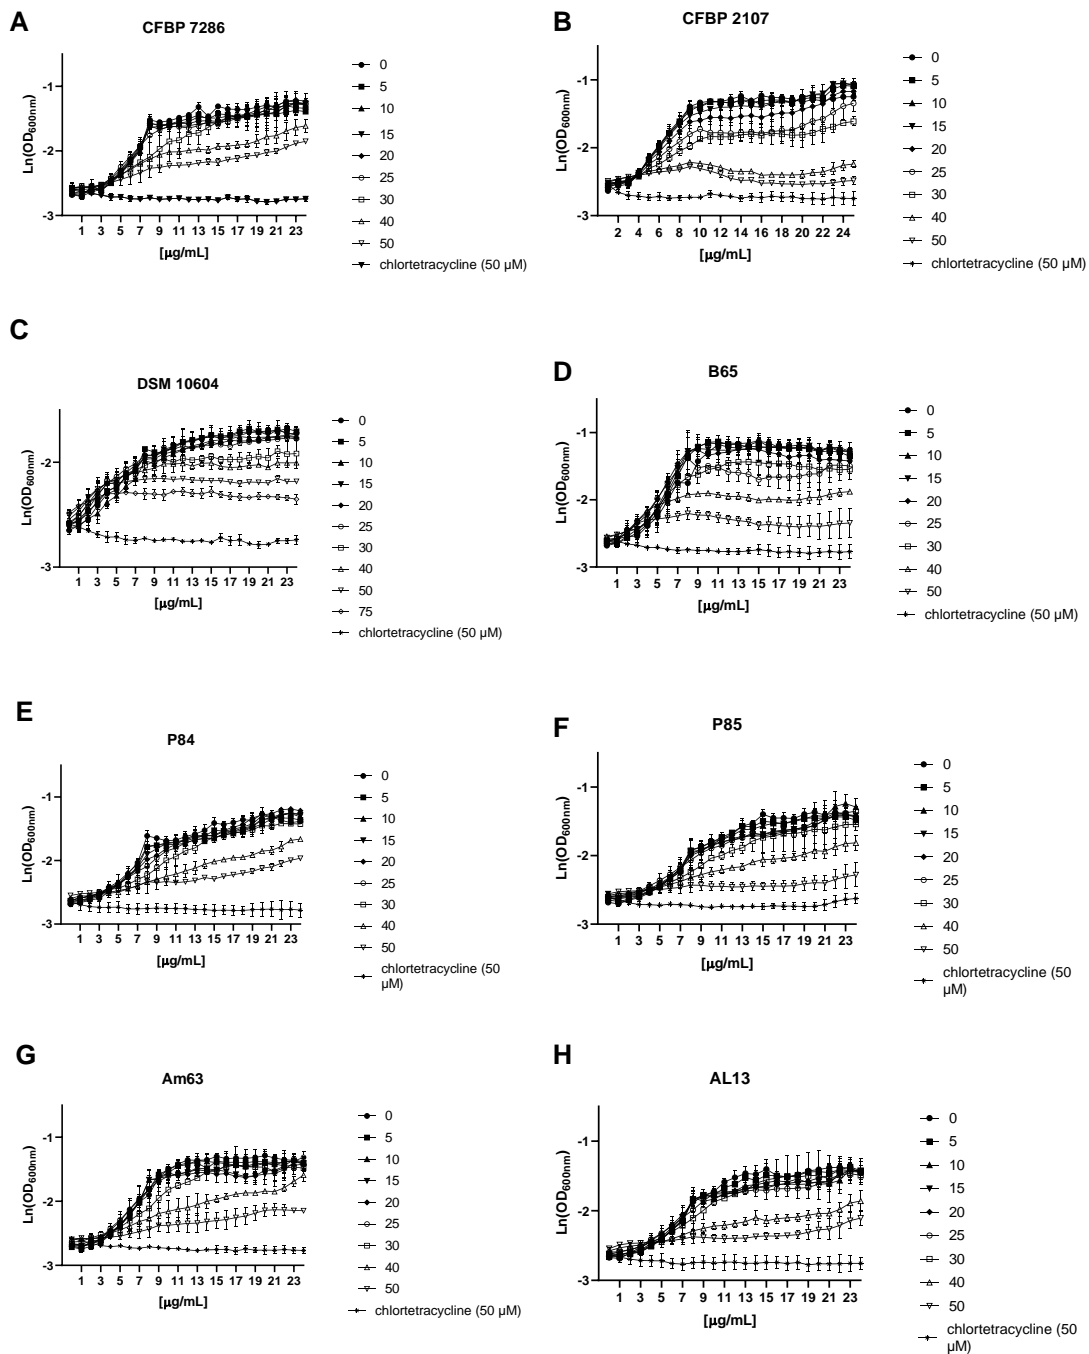 A
CFBP 7286
Ln(OD600nm)
-1
-2
-3
1 3 5 7 9 11 13 15 17 19 21 23
[µg/mL]
0
5
10
15
20
25
30
40
50
chlortetracycline (50 µM)
B
CFBP 2107
Ln(OD600nm)
-1
-2
-3
2 4 6 8 10 12 14 16 18 20 22 24
[µg/mL]
0
5
10
15
20
25
30
40
50
chlortetracycline (50 µM)
C
DSM 10604
Ln(OD600nm)
-2
-3
1 3 5 7 9 11 13 15 17 19 21 23
[µg/mL]
0
5
10
15
20
25
30
40
50
75
chlortetracycline (50 µM)
D
B65
Ln(OD600nm)
-1
-2
-3
1 3 5 7 9 11 13 15 17 19 21 23
[µg/mL]
0
5
10
15
20
25
30
40
50
chlortetracycline (50 µM)
E
P84
Ln(OD600nm)
-1
-2
-3
1 3 5 7 9 11 13 15 17 19 21 23
[µg/mL]
0
5
10
15
20
25
30
40
50
chlortetracycline (50
µM)
F
P85
Ln(OD600nm)
-1
-2
-3
1 3 5 7 9 11 13 15 17 19 21 23
[µg/mL]
0
5
10
15
20
25
30
40
50
chlortetracycline (50
µM)
G
Am63
Ln(OD600nm)
-1
-2
-3
1 3 5 7 9 11 13 15 17 19 21 23
[µg/mL]
0
5
10
15
20
25
30
40
50
chlortetracycline (50 µM)
H
AL13
Ln(OD600nm)
-1
-2
-3
1 3 5 7 9 11 13 15 17 19 21 23
[µg/mL]
0
5
10
15
20
25
30
40
50
chlortetracycline (50
µM)